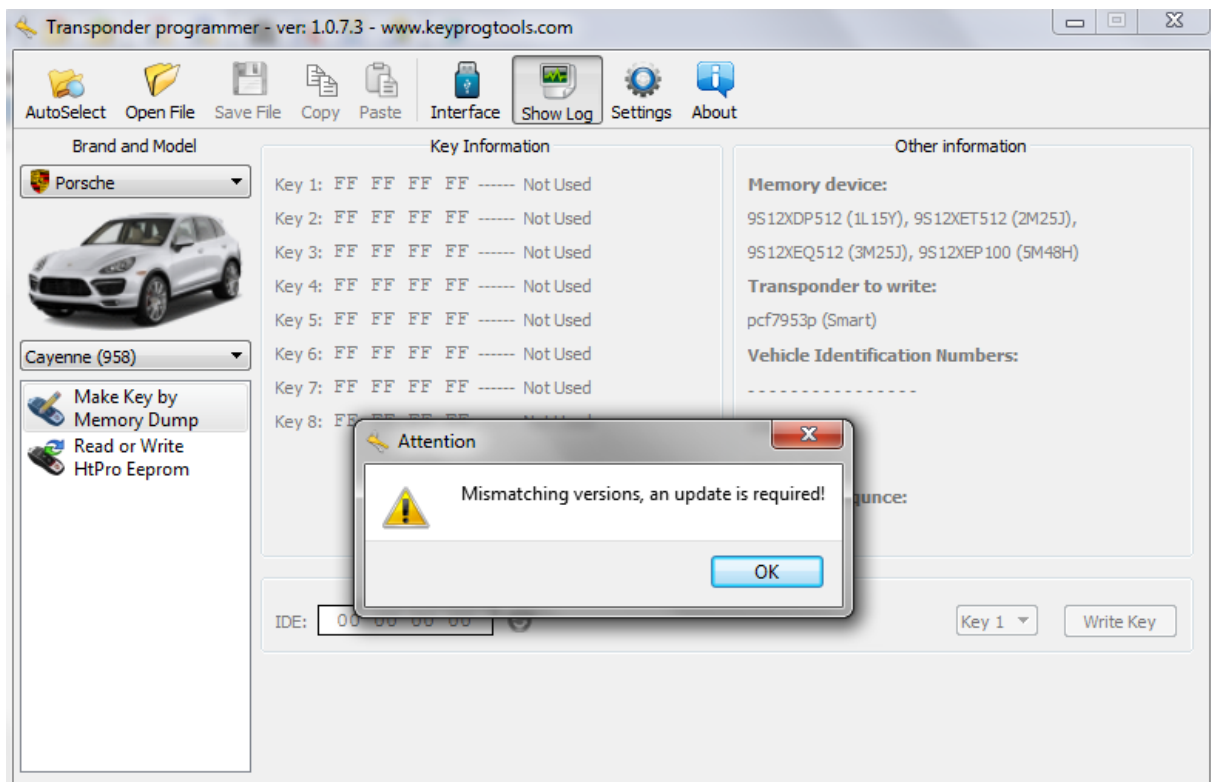 Transponder programmer - ver: 1.0.7.3 - www.keyprogtools.com
AutoSelect Open File Save File Copy Paste Interface Show Log Settings About
Brand and Model
Porsche
Cayenne (958)
Make Key by
Memory Dump
Read or Write
HtPro Eeprom
Key Information
Key 1: FF FF FF FF ------ Not Used
Key 2: FF FF FF FF ------ Not Used
Key 3: FF FF FF FF ------ Not Used
Key 4: FF FF FF FF ------ Not Used
Key 5: FF FF FF FF ------ Not Used
Key 6: FF FF FF FF ------ Not Used
Key 7: FF FF FF FF ------ Not Used
Key 8:
Other information
Memory device:
9S12XDP512 (1L15Y), 9S12XET512 (2M25J),
9S12XEQ512 (3M25J), 9S12XEP100 (5M48H)
Transponder to write:
pcf7953p (Smart)
Vehicle Identification Numbers:
- - - - - - - - - - - - - - - -
Attention
Mismatching versions, an update is required!
OK
IDE: 00 00 00 00
Key 1
Write Key